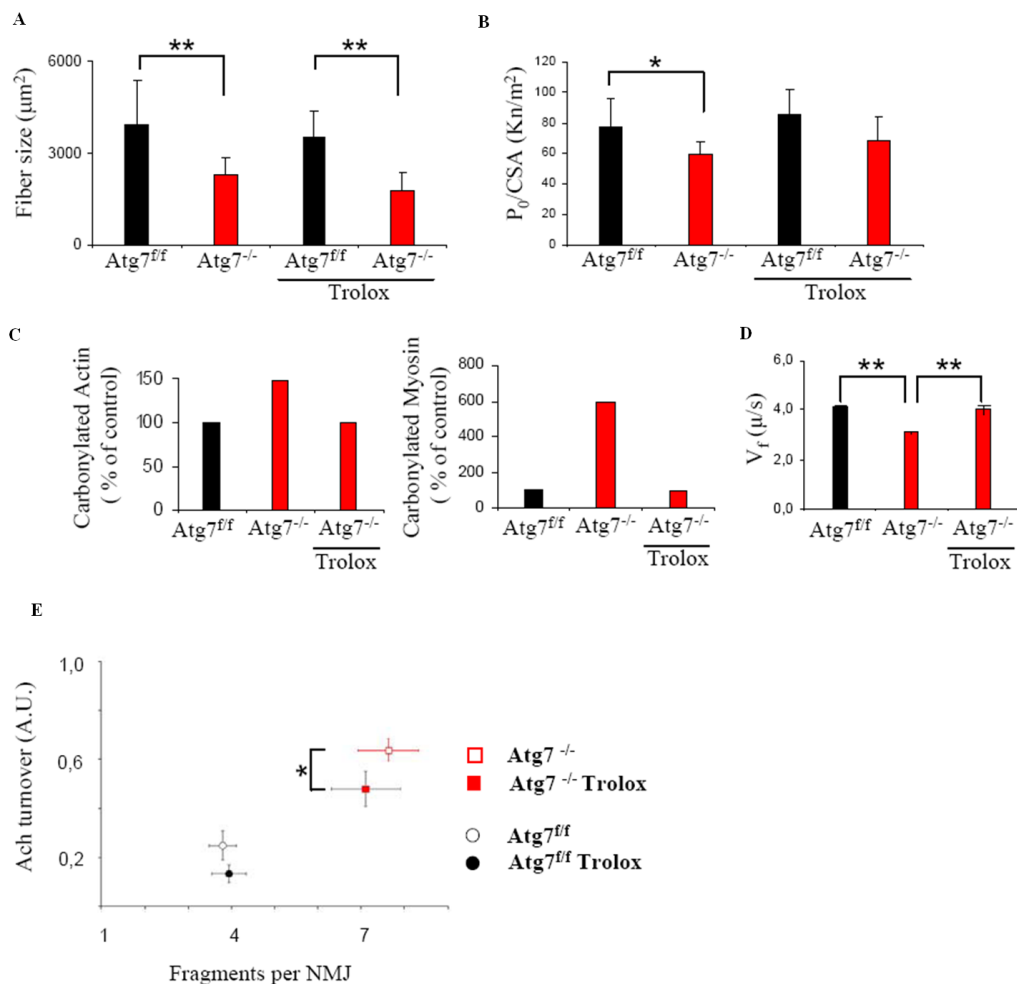 A
Fiber size (µm²)
6000
3000
0
**
**
Atg7f/f
Atg7-/-
Atg7f/f
Atg7-/-
Trolox
B
P0/CSA (Kn/m²)
120
100
80
60
40
20
0
*
Atg7f/f
Atg7-/-
Atg7f/f
Atg7-/-
Trolox
C
Carbonylated Actin
( % of control)
150
100
50
0
Atg7f/f
Atg7-/-
Atg7-/-
Trolox
Carbonylated Myosin
( % of control)
800
600
400
200
0
Atg7f/f
Atg7-/-
Atg7-/-
Trolox
D
Vf (µ/s)
6,0
4,0
2,0
0,0
**
**
Atg7f/f
Atg7-/-
Atg7-/-
Trolox
E
Ach turnover (A.U.)
1,0
0,6
0,2
*
1
4
7
Fragments per NMJ
Atg7 -/-
Atg7 -/- Trolox
Atg7f/f
Atg7f/f Trolox